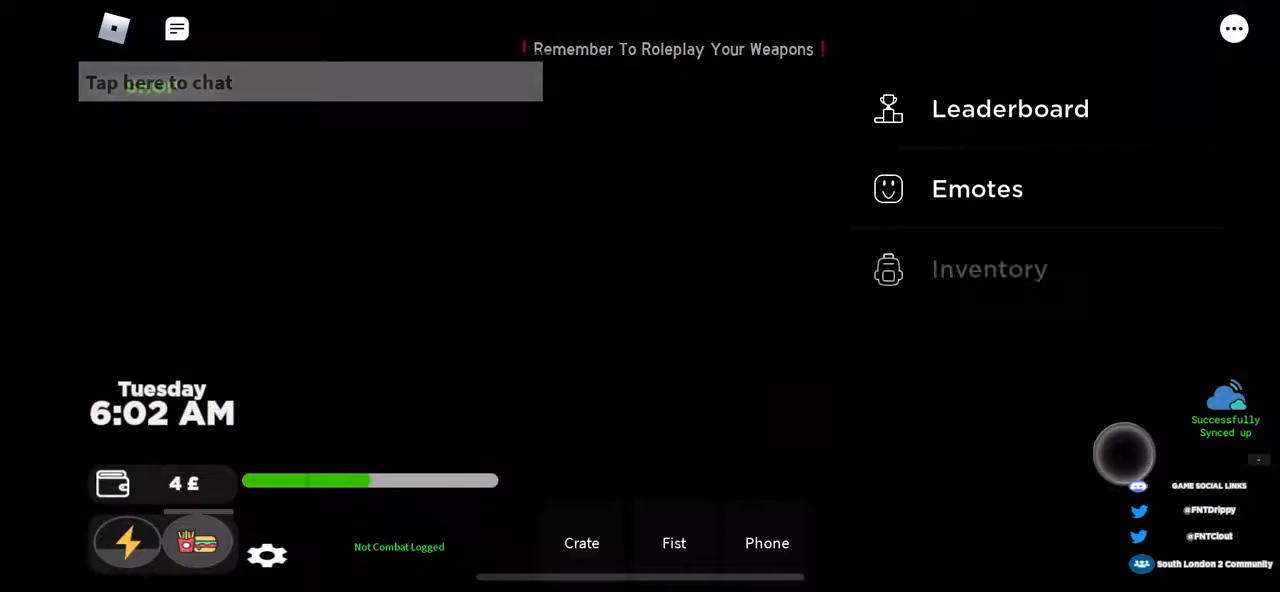 ! Remember To Roleplay Your Weapons !
Tap here to chat
SHOP
Leaderboard
Emotes
Inventory
Tuesday
6:02 AM
4 £
Not Combat Logged
Crate
Fist
Phone
Successfully
Synced up
-
GAME SOCIAL LINKS
@FNTDrippy
@FNTClout
South London 2 Community